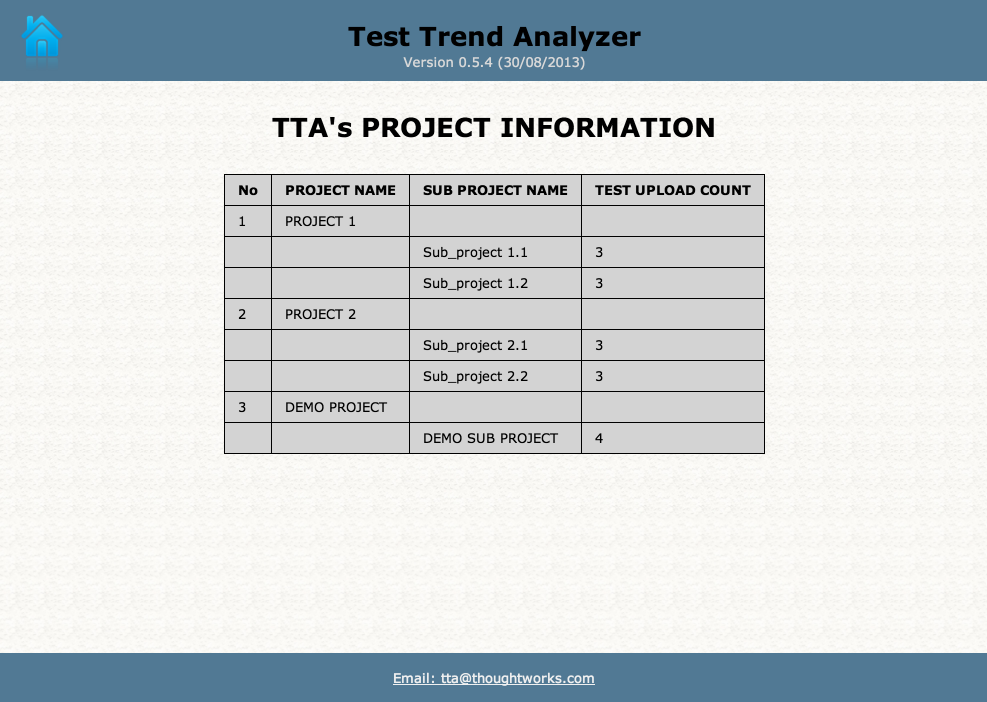 Test Trend Analyzer
Version 0.5.4 (30/08/2013)
TTA's PROJECT INFORMATION
No PROJECT NAME SUB PROJECT NAME TEST UPLOAD COUNT
1 PROJECT 1
Sub_project 1.1 3
Sub_project 1.2 3
2 PROJECT 2
Sub_project 2.1 3
Sub_project 2.2 3
3 DEMO PROJECT
DEMO SUB PROJECT 4
Email: tta@thoughtworks.com